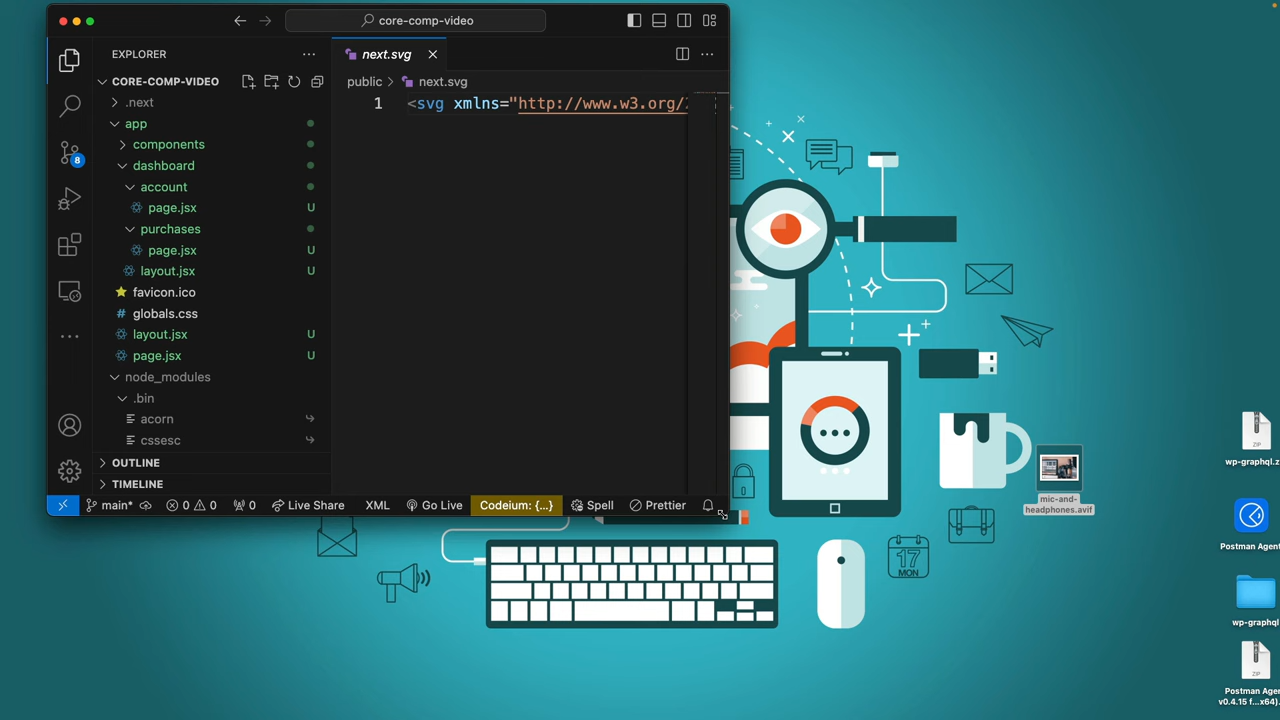 core-comp-video
EXPLORER
next.svg
CORE-COMP-VIDEO
public > next.svg
.next
1
<svg xmlns="http://www.w3.org/
app
components
dashboard
account
page.jsx U
purchases
page.jsx U
layout.jsx U
favicon.ico
# globals.css
layout.jsx U
page.jsx U
node_modules
.bin
acorn
cssesc
OUTLINE
TIMELINE
8
main* 0 0 0 Live Share XML Go Live Codeium: {...} Spell Prettier
17
MON
mic-and-
headphones.avif
ZIP
wp-graphql.z
Postman Agent
wp-graphql
ZIP
Postman Agen
v0.4.15 f...x64).